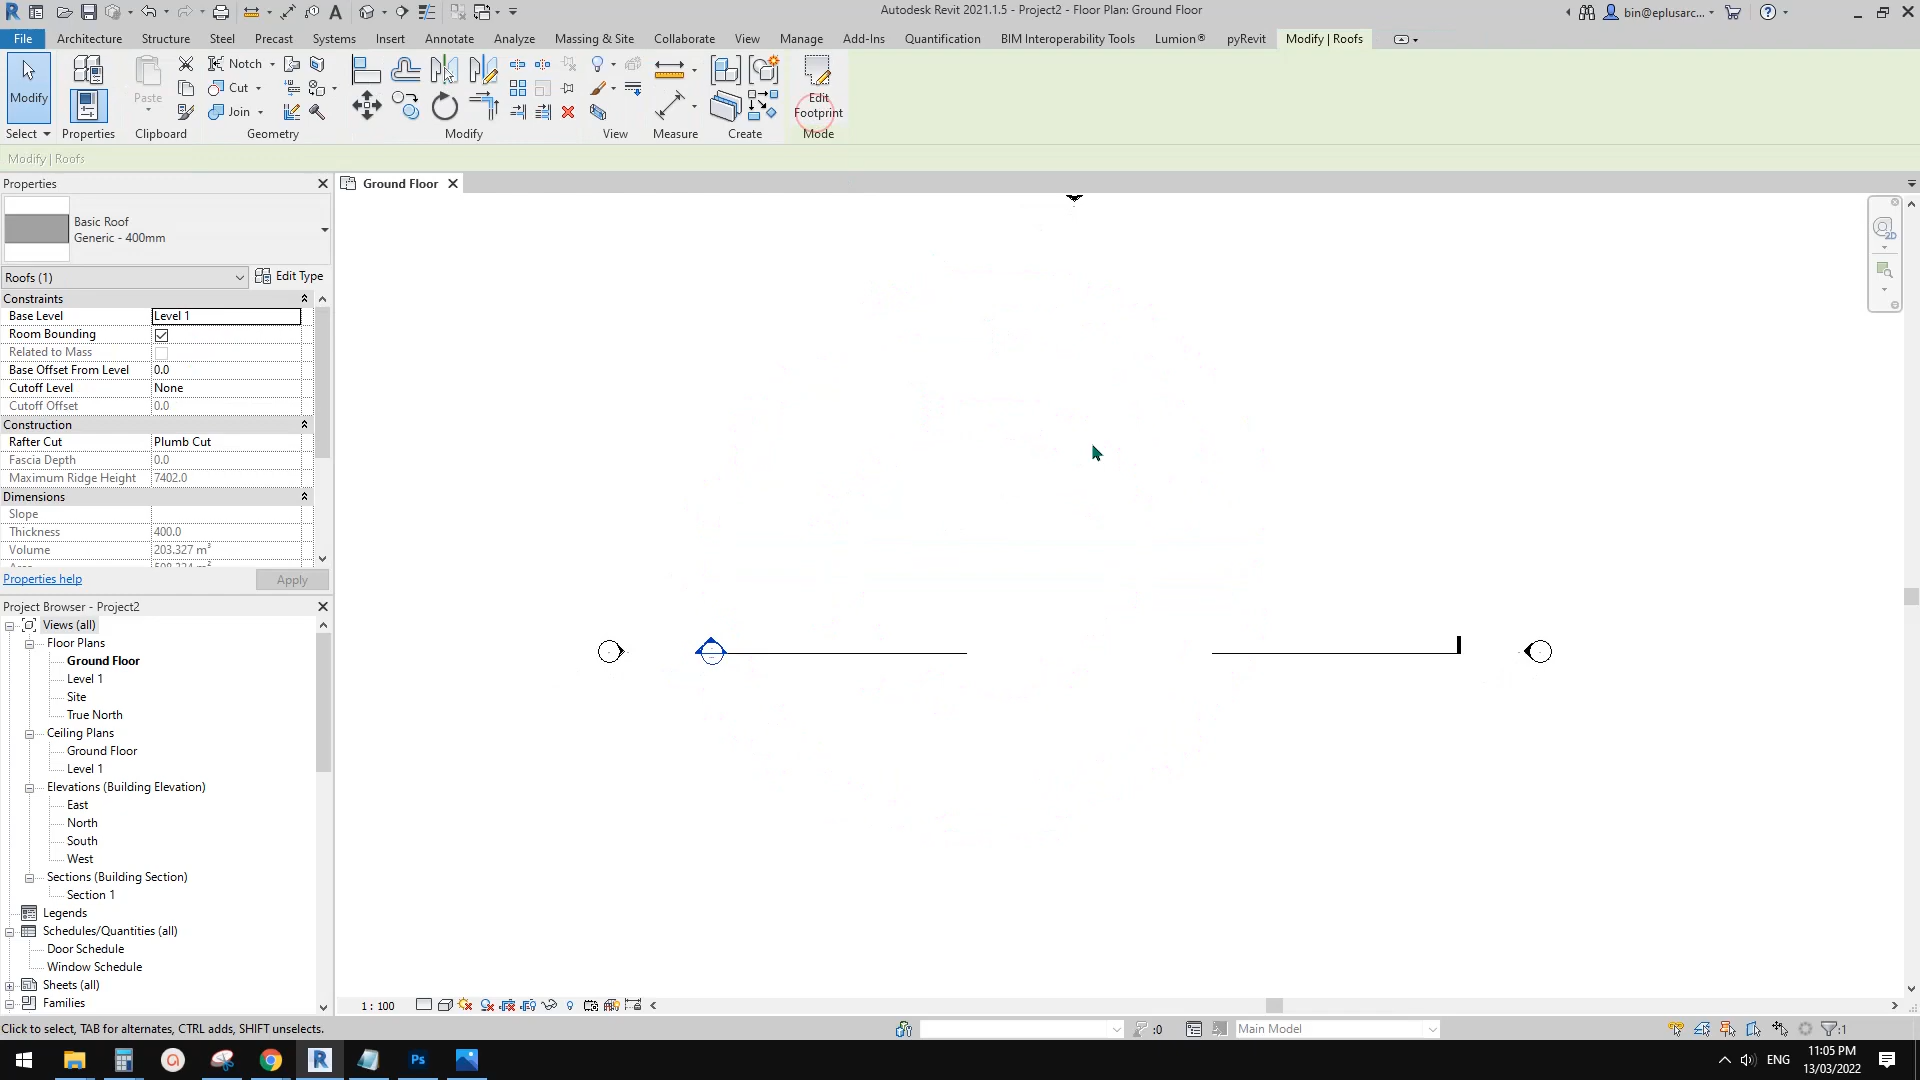 Autodesk Revit 2021.1.5 - Project2 - Floor Plan: Ground Floor
bin@eplusarc...
File
Architecture
Structure
Steel
Precast
Systems
Insert
Annotate
Analyze
Massing & Site
Collaborate
View
Manage
Add-Ins
Quantification
BIM Interoperability Tools
Lumion®
pyRevit
Modify | Roofs
Modify
Paste
Notch
Cut
Join
Edit
Footprint
Select
Properties
Clipboard
Geometry
Modify
View
Measure
Create
Mode
Modify | Roofs
Properties
Ground Floor
Basic Roof
Generic - 400mm
Roofs (1)
Edit Type
Constraints
Base Level
Level 1
Room Bounding
Related to Mass
Base Offset From Level
0.0
Cutoff Level
None
Cutoff Offset
0.0
Construction
Rafter Cut
Plumb Cut
Fascia Depth
0.0
Maximum Ridge Height
7402.0
Dimensions
Slope
Thickness
400.0
Volume
203.327 m³
Properties help
Apply
Project Browser - Project2
Views (all)
Floor Plans
Ground Floor
Level 1
Site
True North
Ceiling Plans
Ground Floor
Level 1
Elevations (Building Elevation)
East
North
South
West
Sections (Building Section)
Section 1
Legends
Schedules/Quantities (all)
Door Schedule
Window Schedule
Sheets (all)
Families
1 : 100
Click to select, TAB for alternates, CTRL adds, SHIFT unselects.
:0
Main Model
:1
ENG
11:05 PM
13/03/2022